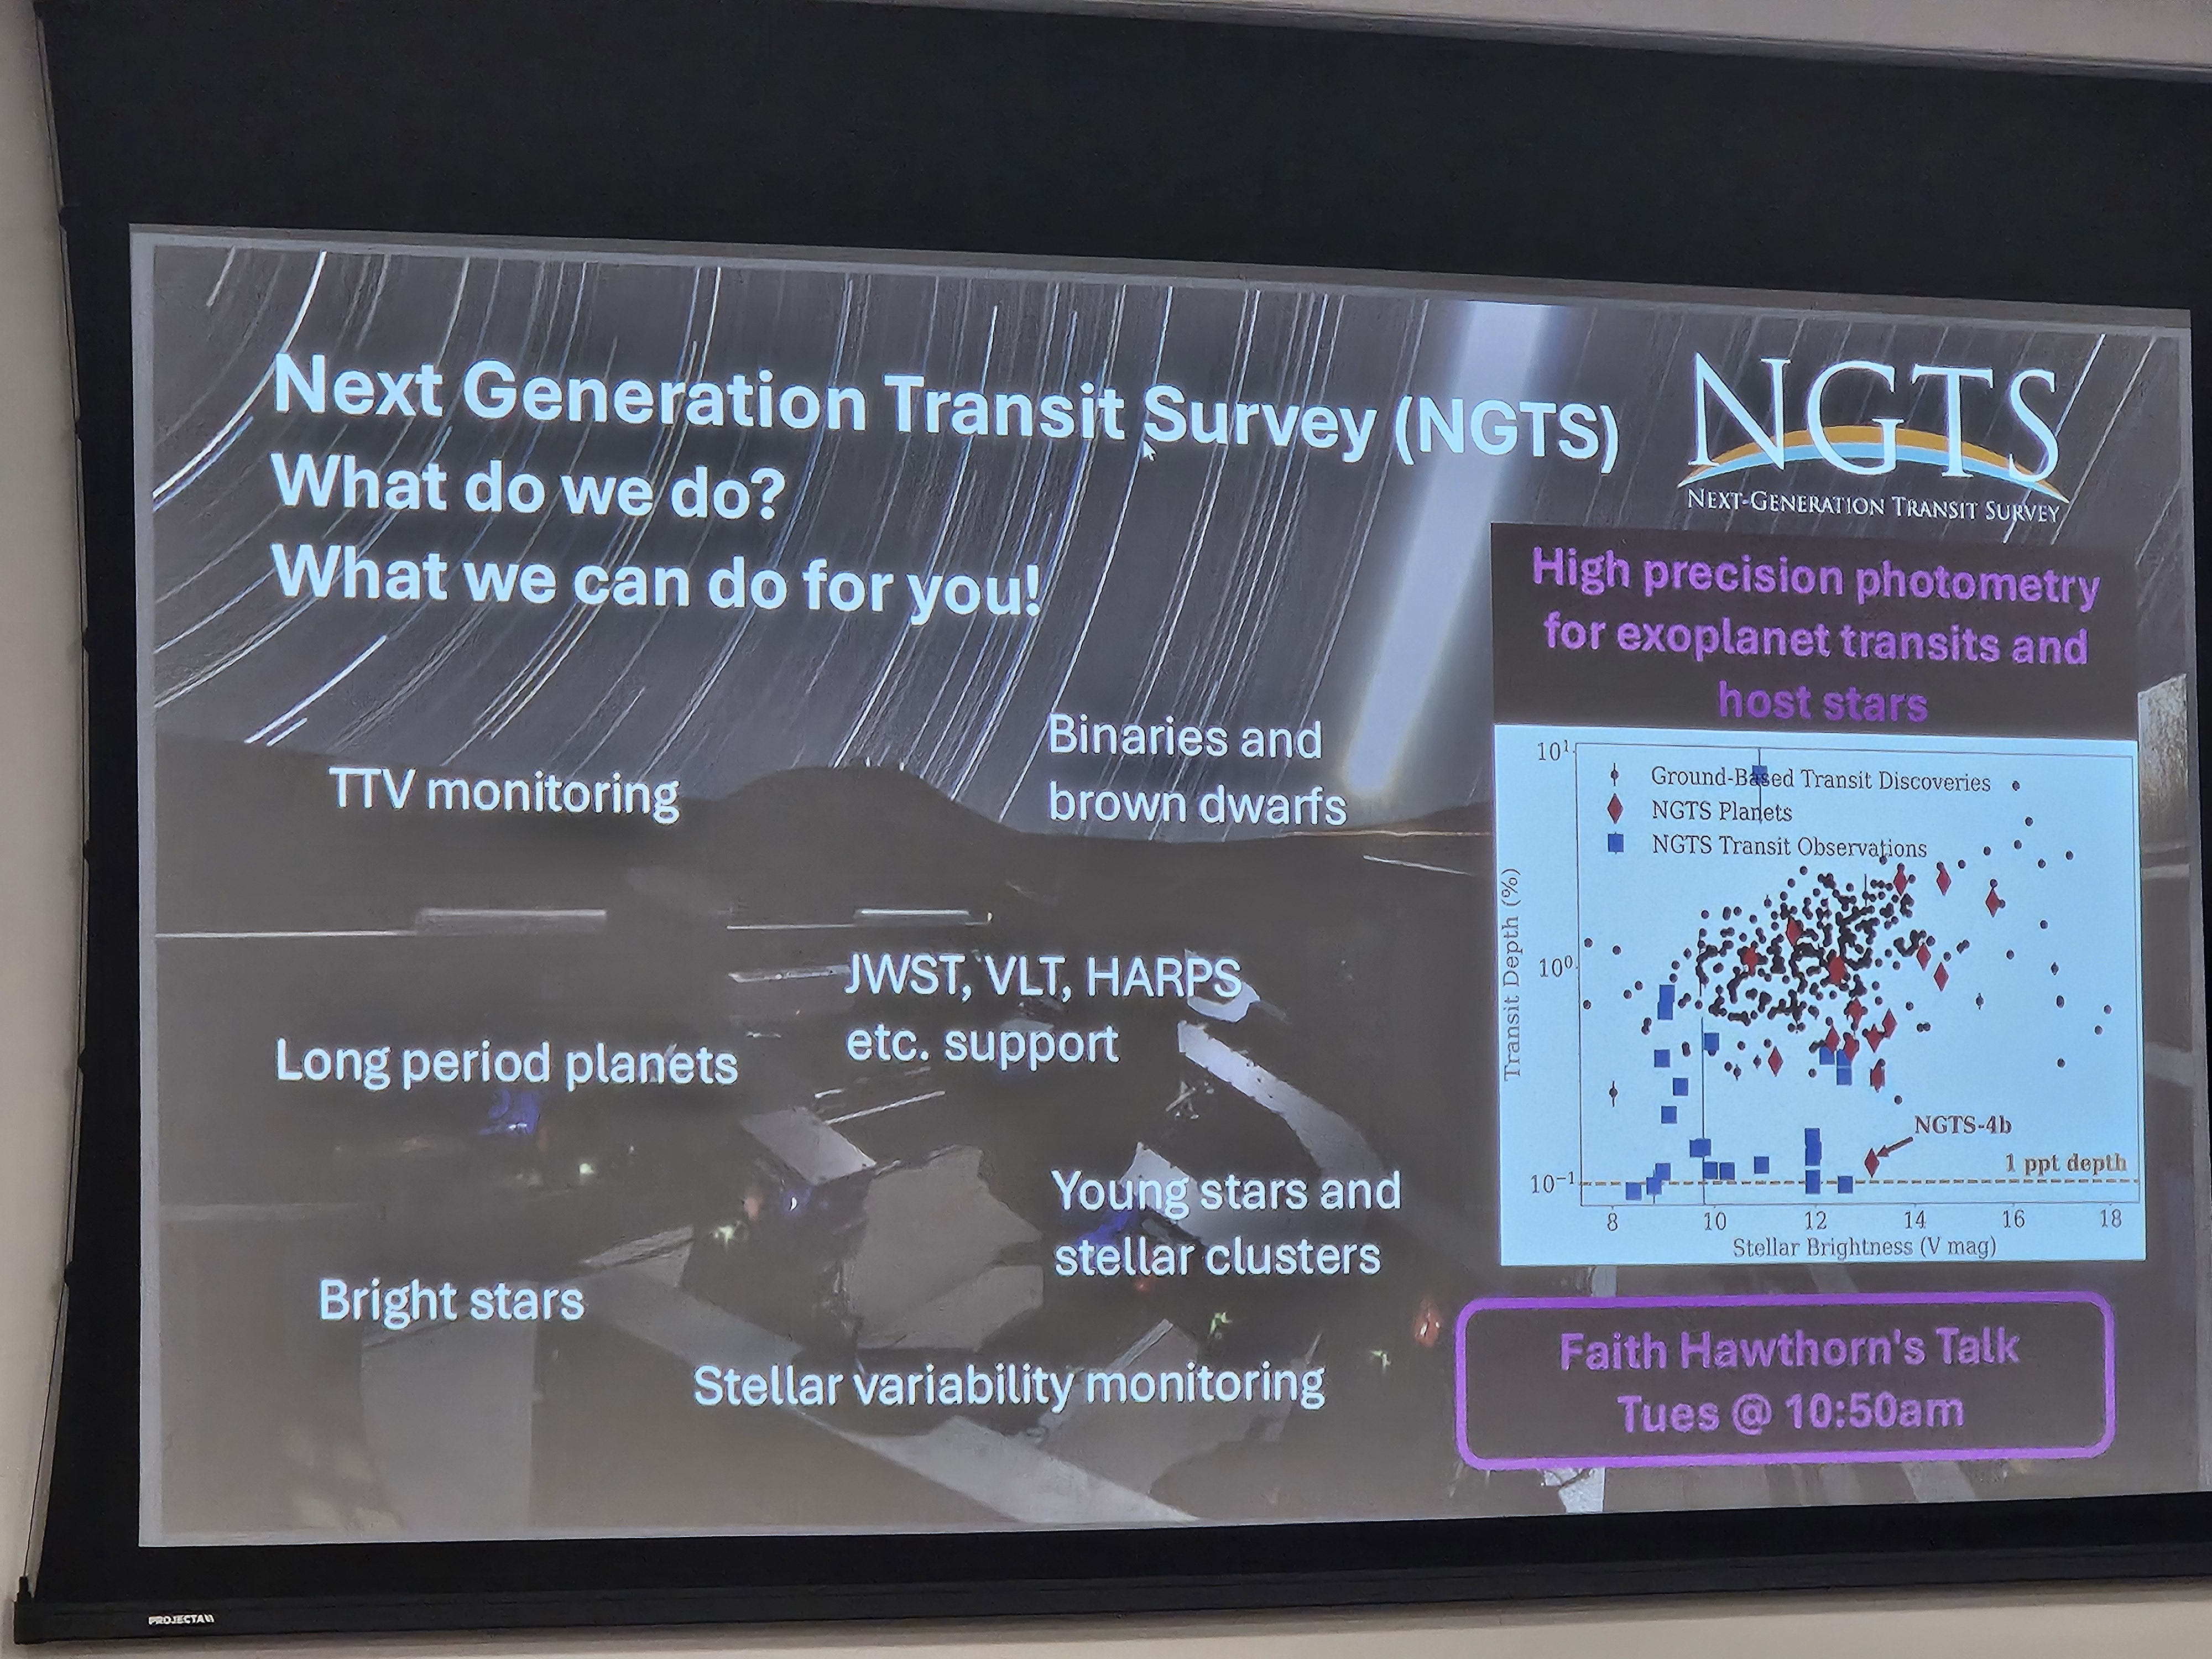 Next Generation Transit Survey (NGTS)
What do we do?
What we can do for you!
NGTS
NEXT-GENERATION TRANSIT SURVEY
High precision photometry
for exoplanet transits and
host stars
TTV monitoring
Binaries and
brown dwarfs
JWST, VLT, HARPS
etc. support
Long period planets
Young stars and
stellar clusters
Bright stars
Stellar variability monitoring
Ground-Based Transit Discoveries
NGTS Planets
NGTS Transit Observations
Transit Depth (%)
10¹
10⁰
10⁻¹
NGTS-4b
1 ppt depth
8 10 12 14 16 18
Stellar Brightness (V mag)
Faith Hawthorn's Talk
Tues @ 10:50am
PROJECTA